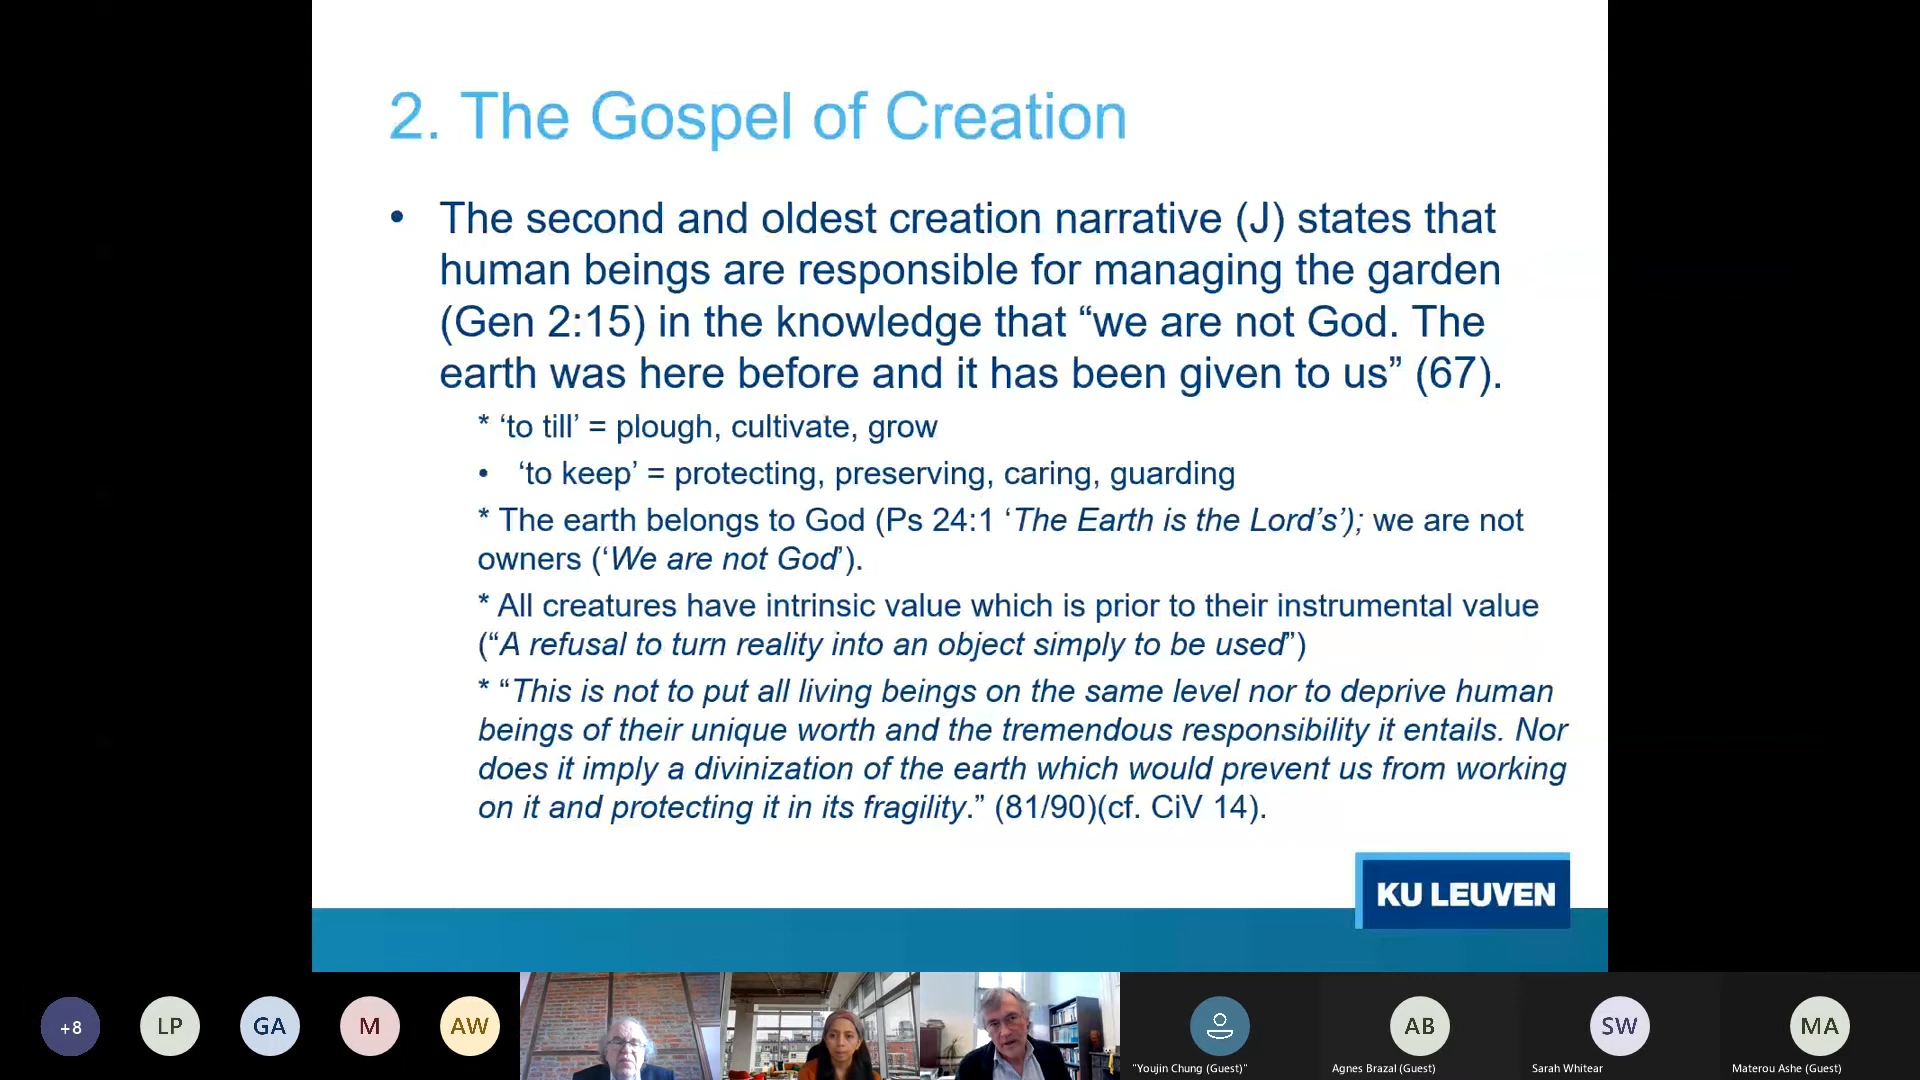 2. The Gospel of Creation
• The second and oldest creation narrative (J) states that
human beings are responsible for managing the garden
(Gen 2:15) in the knowledge that “we are not God. The
earth was here before and it has been given to us” (67).
* ‘to till’ = plough, cultivate, grow
• ‘to keep’ = protecting, preserving, caring, guarding
* The earth belongs to God (Ps 24:1 ‘The Earth is the Lord’s’); we are not
owners (‘We are not God’).
* All creatures have intrinsic value which is prior to their instrumental value
(“A refusal to turn reality into an object simply to be used”)
* “This is not to put all living beings on the same level nor to deprive human
beings of their unique worth and the tremendous responsibility it entails. Nor
does it imply a divinization of the earth which would prevent us from working
on it and protecting it in its fragility.” (81/90)(cf. CiV 14).
KU LEUVEN
+8
LP
GA
M
AW
AB
SW
MA
"Youjin Chung (Guest)"
Agnes Brazal (Guest)
Sarah Whitear
Materou Ashe (Guest)